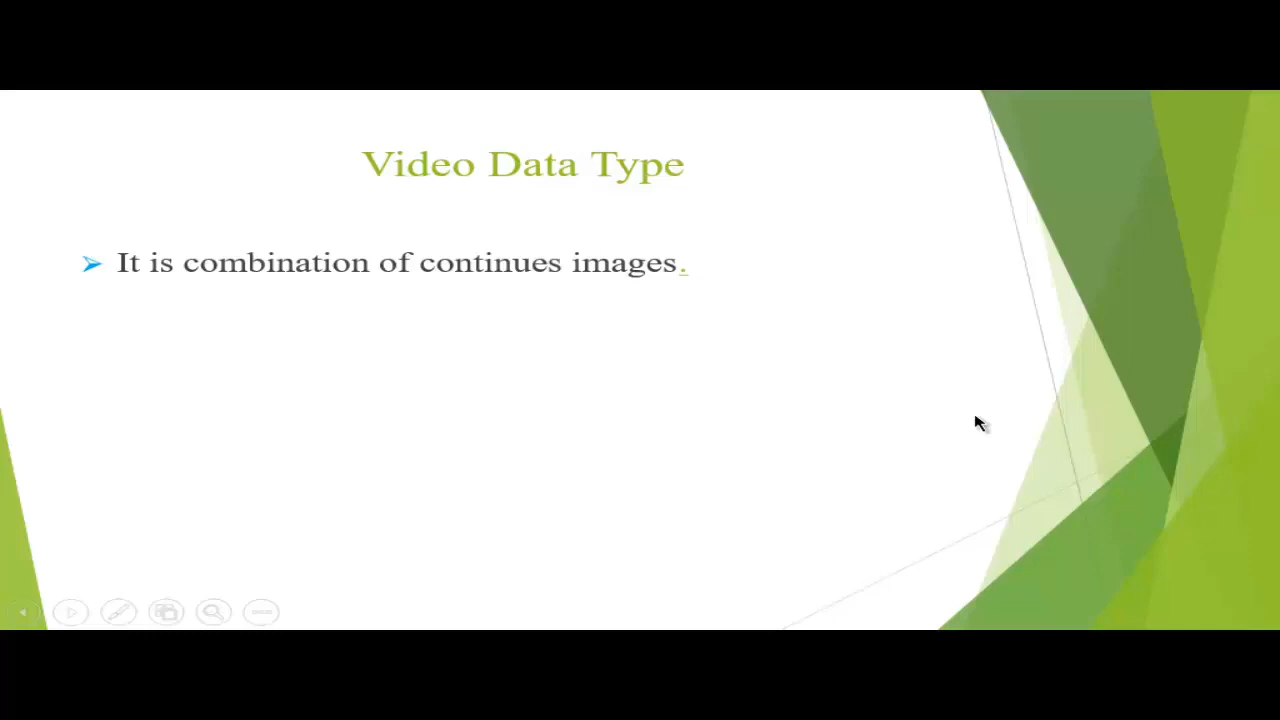 Video Data Type
It is combination of continues images.